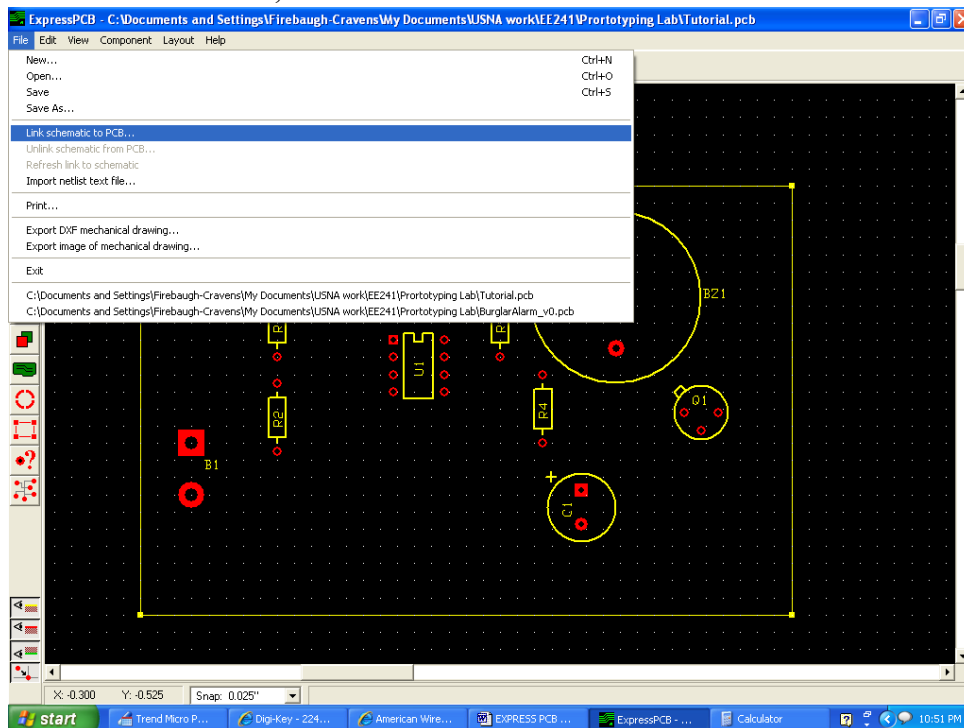 ExpressPCB - C:\Documents and Settings\Firebaugh-Cravens\My Documents\USNA work\EE241\Prortotyping Lab\Tutorial.pcb
File Edit View Component Layout Help
New... Ctrl+N
Open... Ctrl+O
Save Ctrl+S
Save As...
Link schematic to PCB...
Unlink schematic from PCB...
Refresh link to schematic
Import netlist text file...
Print...
Export DXF mechanical drawing...
Export image of mechanical drawing...
Exit
C:\Documents and Settings\Firebaugh-Cravens\My Documents\USNA work\EE241\Prortotyping Lab\Tutorial.pcb
C:\Documents and Settings\Firebaugh-Cravens\My Documents\USNA work\EE241\Prortotyping Lab\BurglarAlarm_v0.pcb
BZ1
R
R
U1
Q1
R2
R4
B1
+
C1
X: -0.300 Y: -0.525 Snap: 0.025"
start Trend Micro P... Digi-Key - 224... American Wire... EXPRESS PCB ... ExpressPCB - ... Calculator 10:51 PM